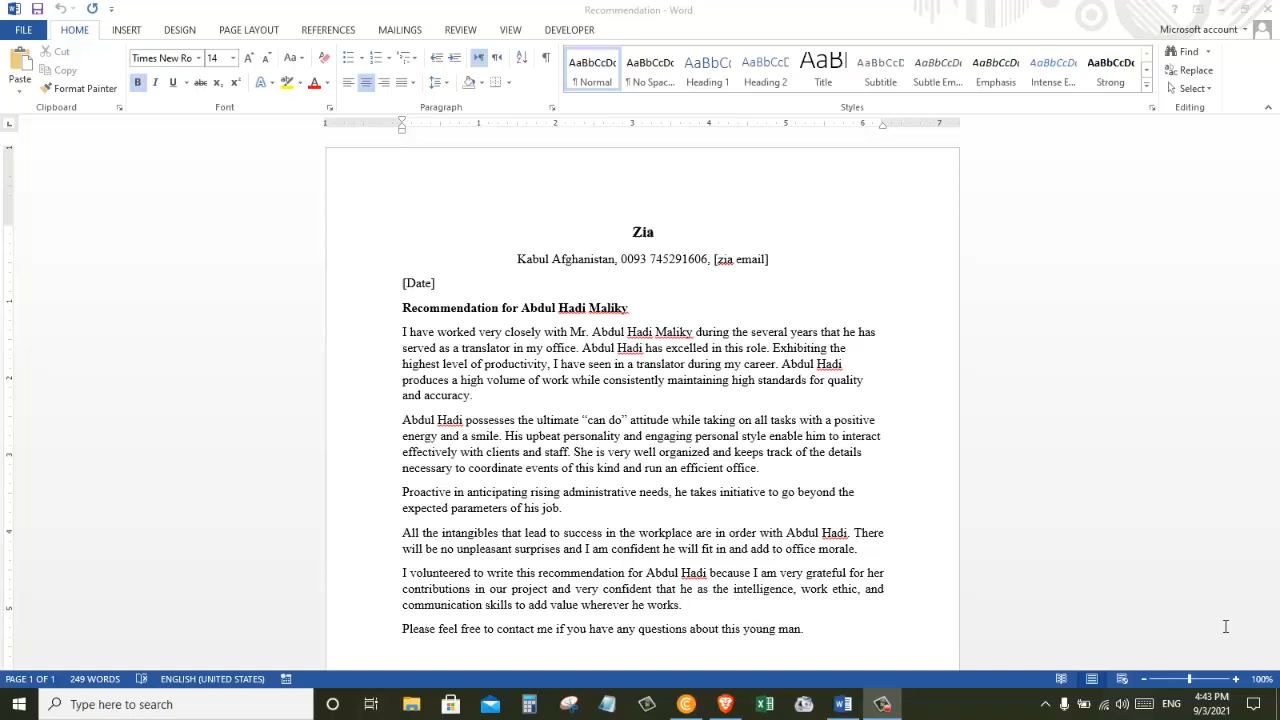 Recommendation - Word
FILE HOME INSERT DESIGN PAGE LAYOUT REFERENCES MAILINGS REVIEW VIEW DEVELOPER Microsoft account
Paste
Cut
Copy
Format Painter
Clipboard
Times New Ro 14
Font
Paragraph
AaBbCcDc AaBbCcDc AaBbC AaBbCcC AaB AaBbCcD AaBbCcDc AaBbCcDc AaBbCcDc AaBbCcDc
¶ Normal ¶ No Spac... Heading 1 Heading 2 Title Subtitle Subtle Em... Emphasis Intense E... Strong
Styles
Find
Replace
Select
Editing
1 1 2 3 4 5 6 7
Zia
Kabul Afghanistan, 0093 745291606, [zia email]
[Date]
Recommendation for Abdul Hadi Maliky
I have worked very closely with Mr. Abdul Hadi Maliky during the several years that he has
served as a translator in my office. Abdul Hadi has excelled in this role. Exhibiting the
highest level of productivity, I have seen in a translator during my career. Abdul Hadi
produces a high volume of work while consistently maintaining high standards for quality
and accuracy.
Abdul Hadi possesses the ultimate “can do” attitude while taking on all tasks with a positive
energy and a smile. His upbeat personality and engaging personal style enable him to interact
effectively with clients and staff. She is very well organized and keeps track of the details
necessary to coordinate events of this kind and run an efficient office.
Proactive in anticipating rising administrative needs, he takes initiative to go beyond the
expected parameters of his job.
All the intangibles that lead to success in the workplace are in order with Abdul Hadi. There
will be no unpleasant surprises and I am confident he will fit in and add to office morale.
I volunteered to write this recommendation for Abdul Hadi because I am very grateful for her
contributions in our project and very confident that he as the intelligence, work ethic, and
communication skills to add value wherever he works.
Please feel free to contact me if you have any questions about this young man.
PAGE 1 OF 1 249 WORDS ENGLISH (UNITED STATES) 100%
Type here to search
ENG
4:43 PM
9/3/2021